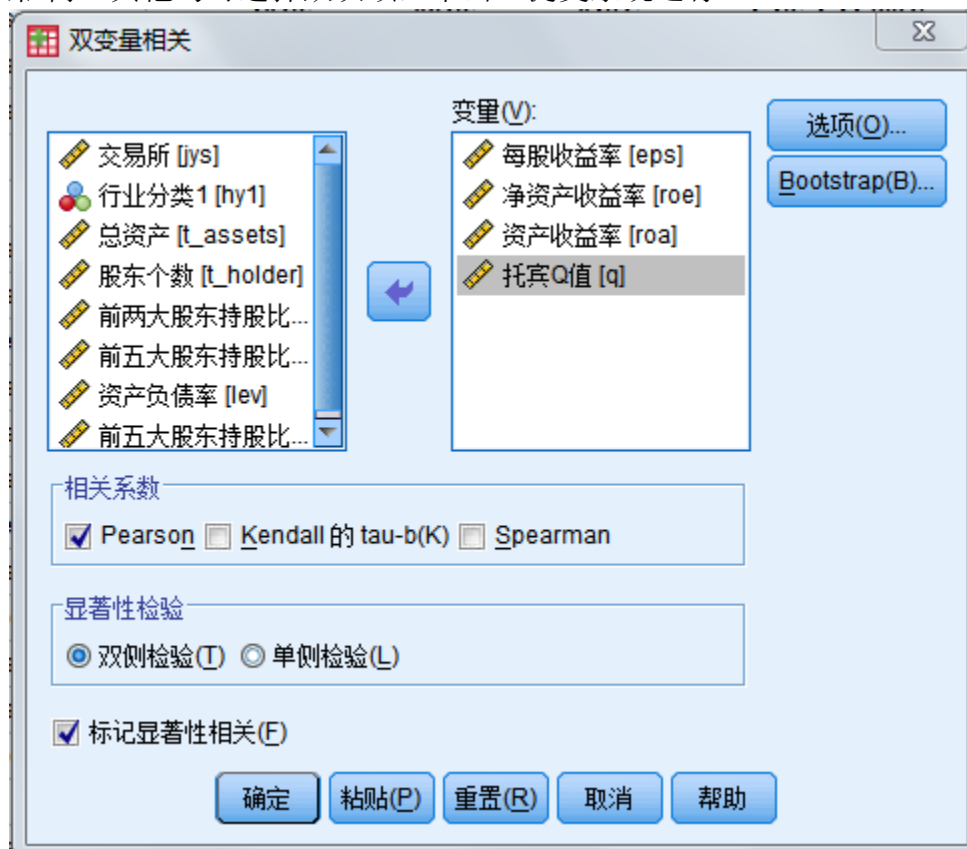 双变量相关
变量(V):
交易所 [jys]
行业分类1 [hy1]
总资产 [t_assets]
股东个数 [t_holder]
前两大股东持股比...
前五大股东持股比...
资产负债率 [lev]
前五大股东持股比...
每股收益率 [eps]
净资产收益率 [roe]
资产收益率 [roa]
托宾Q值 [q]
选项(O)...
Bootstrap(B)...
相关系数
Pearson Kendall 的 tau-b(K) Spearman
显著性检验
双侧检验(T) 单侧检验(L)
标记显著性相关(F)
确定 粘贴(P) 重置(R) 取消 帮助